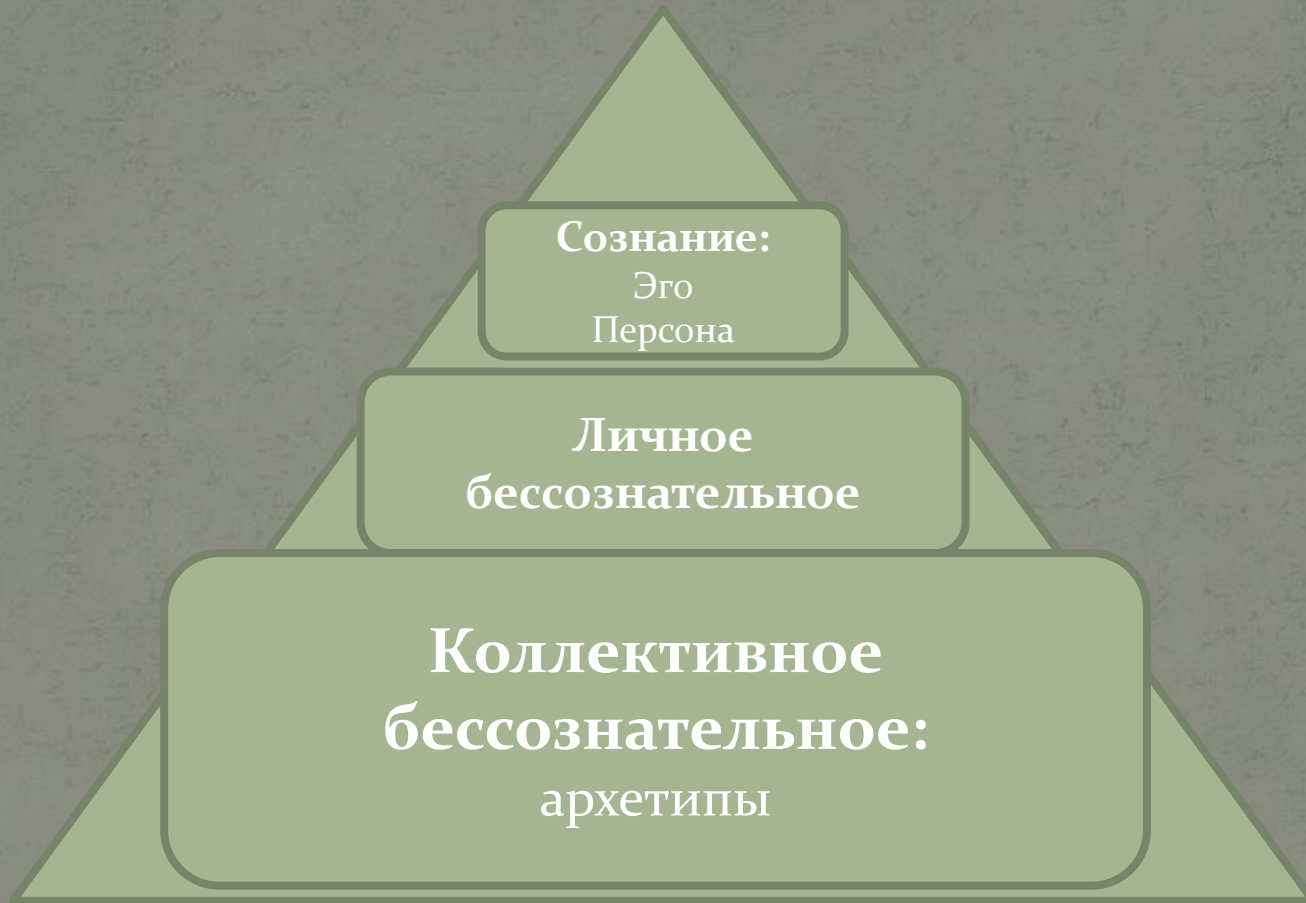 Сознание:
Эго
Персона
Личное
бессознательное
Коллективное
бессознательное:
архетипы